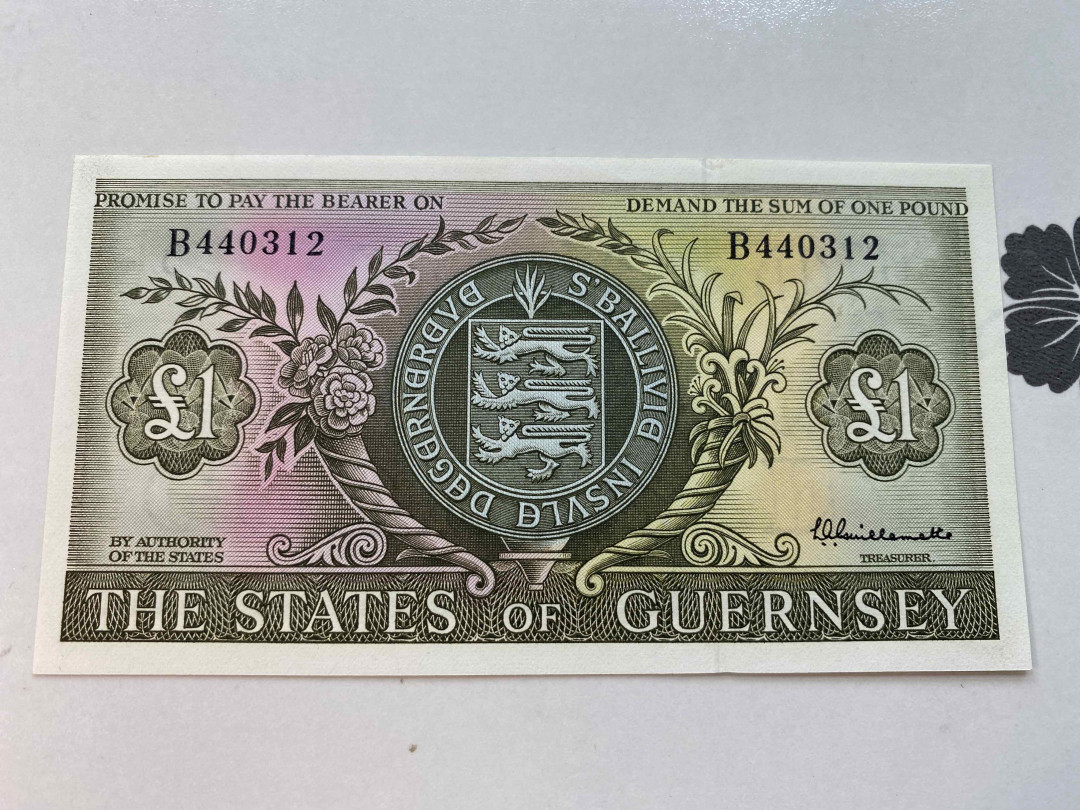 PROMISE TO PAY THE BEARER ON DEMAND THE SUM OF ONE POUND
B440312 B440312
S'BALLIVIE INSVLE DEGERNEREVE
£1 £1
BY AUTHORITY
OF THE STATES
TREASURER.
THE STATES OF GUERNSEY